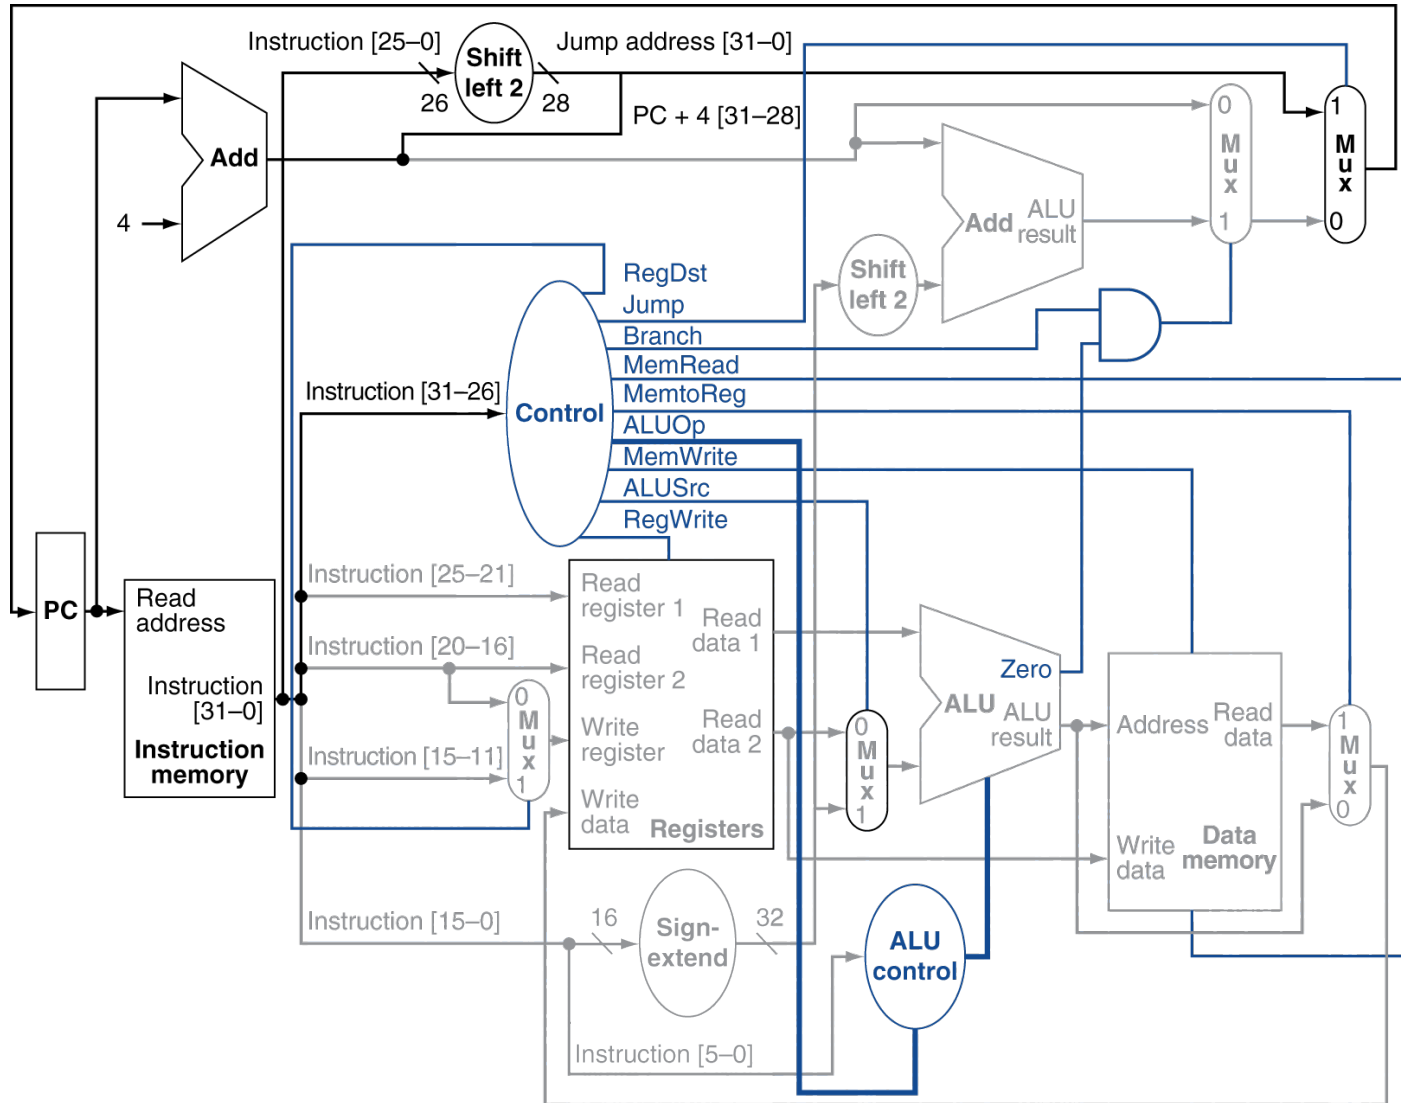 Instruction [25–0]
Shift
left 2
Jump address [31–0]
26
28
PC + 4 [31–28]
Add
4
0
M
u
x
1
1
M
u
x
0
Add
ALU
result
Shift
left 2
RegDst
Jump
Branch
MemRead
MemtoReg
ALUOp
MemWrite
ALUSrc
RegWrite
Instruction [31–26]
Control
PC
Read
address
Instruction
[31–0]
Instruction
memory
Instruction [25–21]
Instruction [20–16]
Instruction [15–11]
0
M
u
x
1
Read
register 1
Read
register 2
Write
register
Write
data
Read
data 1
Read
data 2
Registers
0
M
u
x
1
Zero
ALU
ALU
result
Address
Read
data
Write
data
Data
memory
1
M
u
x
0
Instruction [15–0]
16
Sign-
extend
32
ALU
control
Instruction [5–0]